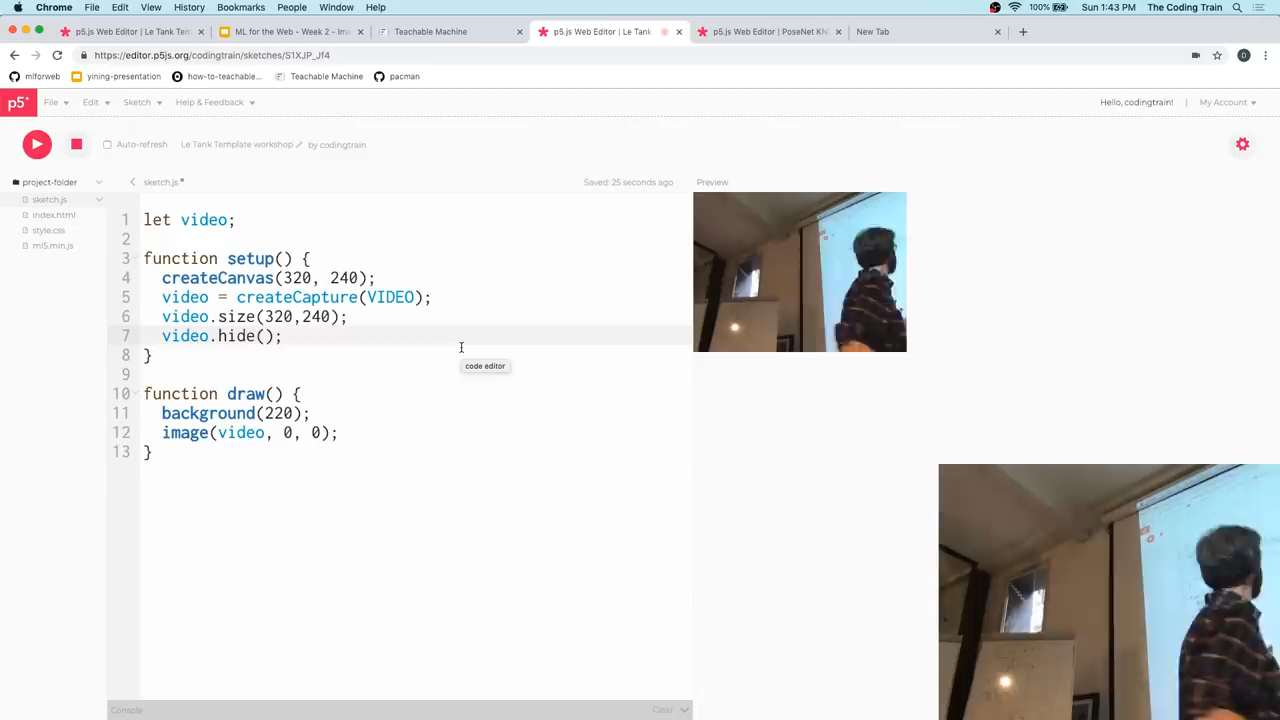 Chrome File Edit View History Bookmarks People Window Help 100% Sun 1:43 PM The Coding Train
p5.js Web Editor | Le Tank Tem ML for the Web - Week 2 - Ima Teachable Machine p5.js Web Editor | Le Tank p5.js Web Editor | PoseNet KN New Tab
https://editor.p5js.org/codingtrain/sketches/S1XJP_Jf4
mlforweb yining-presentation how-to-teachable... Teachable Machine pacman
p5* File Edit Sketch Help & Feedback Hello, codingtrain! | My Account
Auto-refresh Le Tank Template workshop by codingtrain
project-folder sketch.js Saved: 25 seconds ago Preview
sketch.js
index.html
style.css
ml5.min.js
1 let video;
2
3 function setup() {
4 createCanvas(320, 240);
5 video = createCapture(VIDEO);
6 video.size(320,240);
7 video.hide();
8 }
9
10 function draw() {
11 background(220);
12 image(video, 0, 0);
13 }
code editor
Console Clear